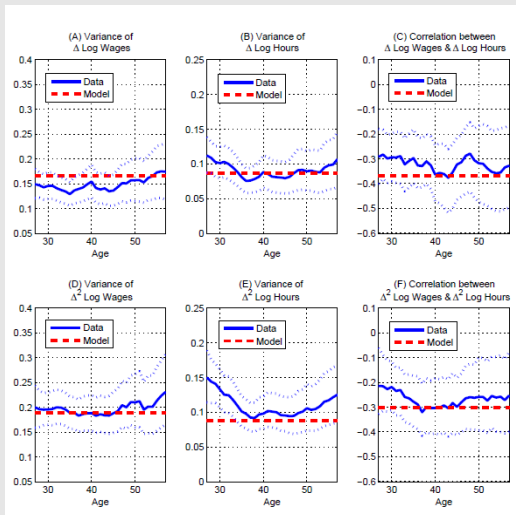 (A) Variance of
Δ Log Wages
0.4
0.35
0.3
0.25
0.2
0.15
0.1
0.05
Data
Model
30
40
50
Age
(B) Variance of
Δ Log Hours
0.25
0.2
0.15
0.1
0.05
0
Data
Model
30
40
50
Age
(C) Correlation between
Δ Log Wages & Δ Log Hours
0.1
0
−0.1
−0.2
−0.3
−0.4
−0.5
−0.6
Data
Model
30
40
50
Age
(D) Variance of
Δ² Log Wages
0.4
0.35
0.3
0.25
0.2
0.15
0.1
0.05
Data
Model
30
40
50
Age
(E) Variance of
Δ² Log Hours
0.25
0.2
0.15
0.1
0.05
0
Data
Model
30
40
50
Age
(F) Correlation between
Δ² Log Wages & Δ² Log Hours
0.1
0
−0.1
−0.2
−0.3
−0.4
−0.5
−0.6
Data
Model
30
40
50
Age